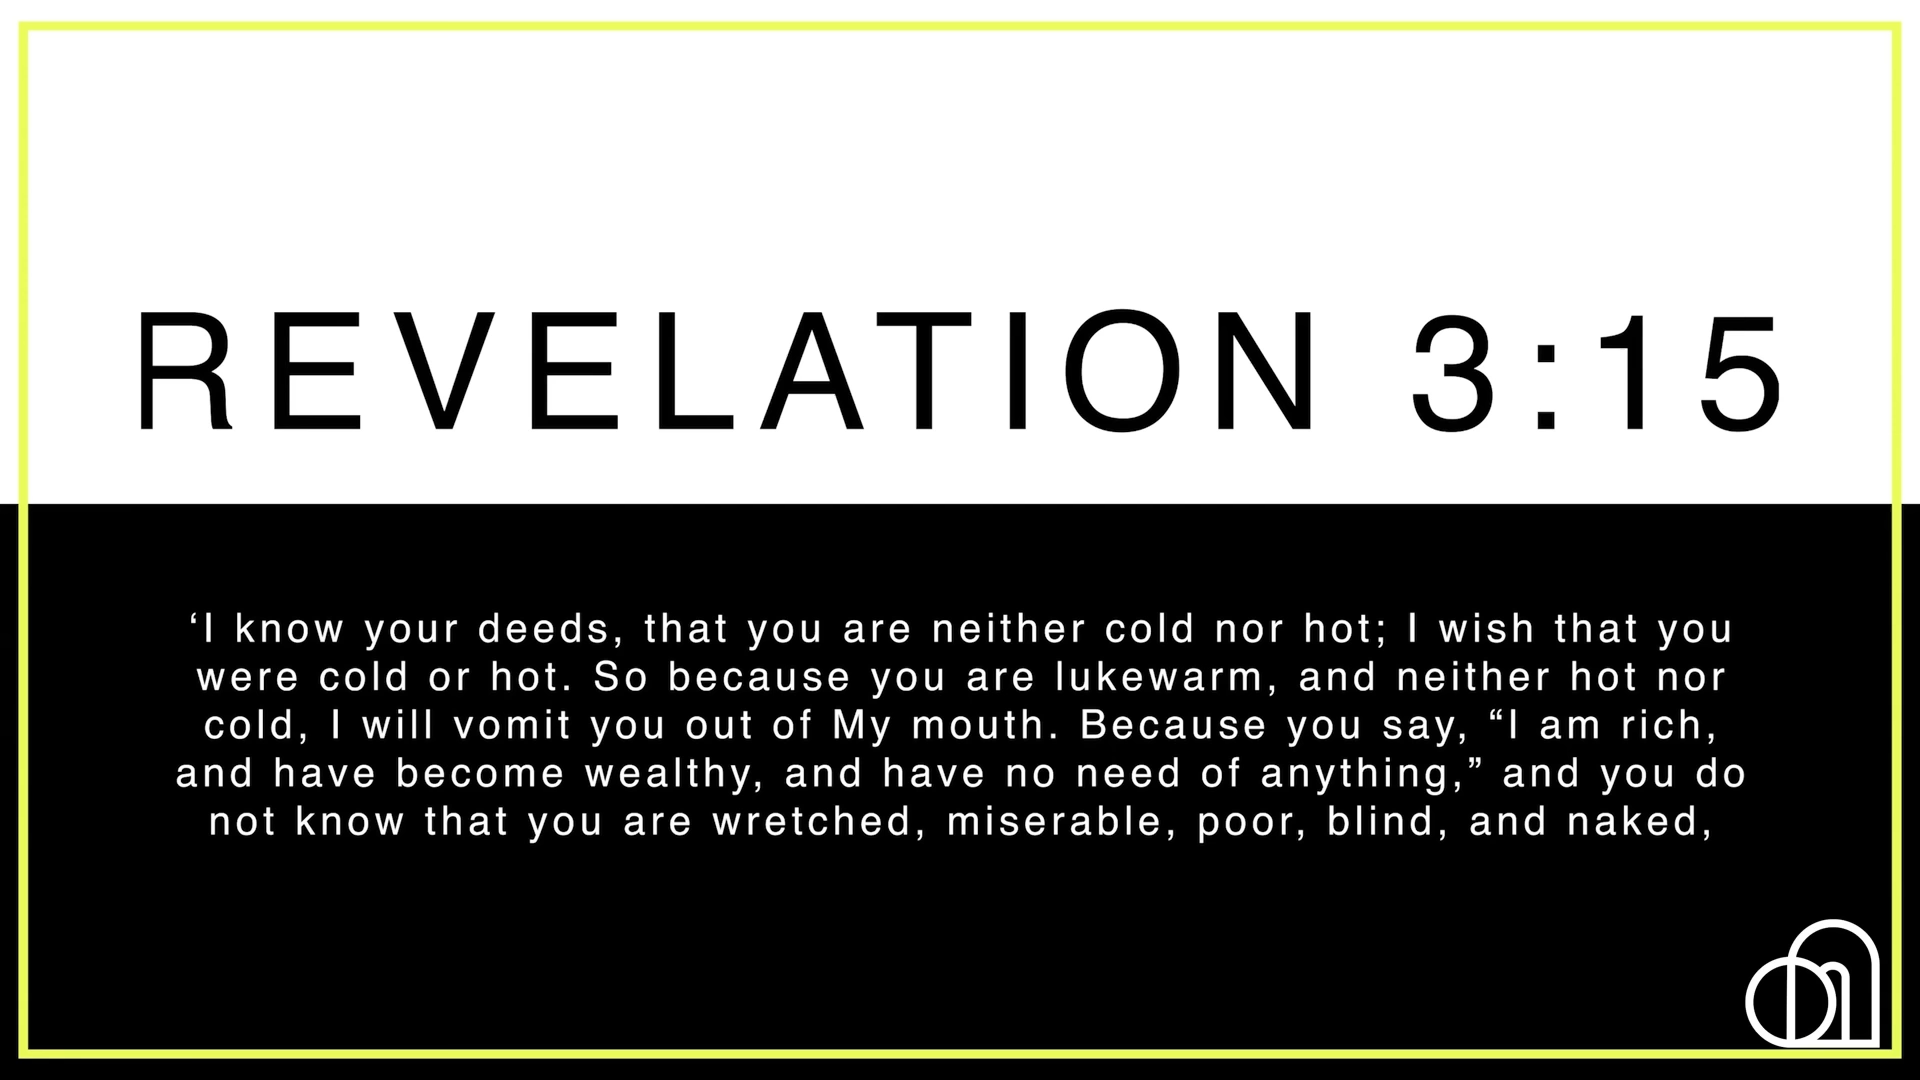 REVELATION 3:15
‘I know your deeds, that you are neither cold nor hot; I wish that you
were cold or hot. So because you are lukewarm, and neither hot nor
cold, I will vomit you out of My mouth. Because you say, “I am rich,
and have become wealthy, and have no need of anything,” and you do
not know that you are wretched, miserable, poor, blind, and naked,